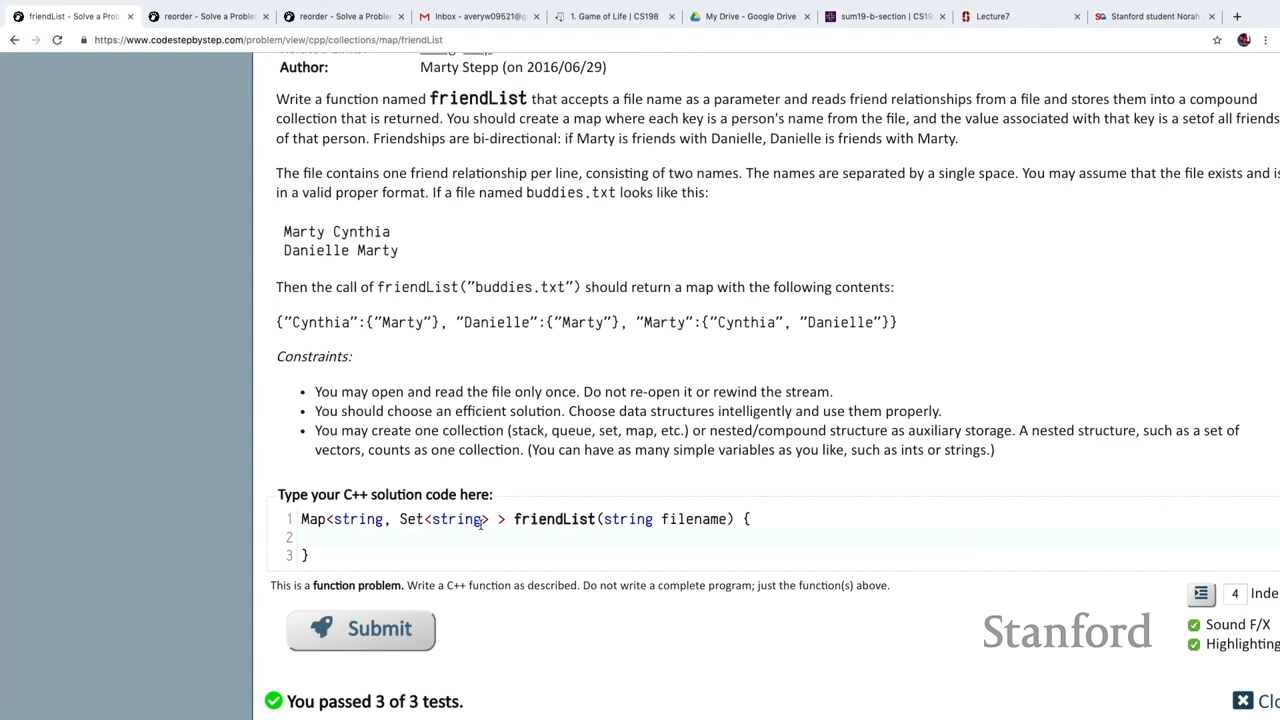 friendList - Solve a Prob
reorder - Solve a Problem
reorder - Solve a Problem
Inbox - averyw09521@g
1. Game of Life | CS198
My Drive - Google Drive
sum19-b-section | CS19
Lecture7
Stanford student Norah
https://www.codestepbystep.com/problem/view/cpp/collections/map/friendList
Author: Marty Stepp (on 2016/06/29)
Write a function named friendList that accepts a file name as a parameter and reads friend relationships from a file and stores them into a compound
collection that is returned. You should create a map where each key is a person's name from the file, and the value associated with that key is a setof all friends
of that person. Friendships are bi-directional: if Marty is friends with Danielle, Danielle is friends with Marty.
The file contains one friend relationship per line, consisting of two names. The names are separated by a single space. You may assume that the file exists and is
in a valid proper format. If a file named buddies.txt looks like this:
Marty Cynthia
Danielle Marty
Then the call of friendList("buddies.txt") should return a map with the following contents:
{"Cynthia":{"Marty"}, "Danielle":{"Marty"}, "Marty":{"Cynthia", "Danielle"}}
Constraints:
• You may open and read the file only once. Do not re-open it or rewind the stream.
• You should choose an efficient solution. Choose data structures intelligently and use them properly.
• You may create one collection (stack, queue, set, map, etc.) or nested/compound structure as auxiliary storage. A nested structure, such as a set of
vectors, counts as one collection. (You can have as many simple variables as you like, such as ints or strings.)
Type your C++ solution code here:
1 Map<string, Set<string> > friendList(string filename) {
2
3 }
This is a function problem. Write a C++ function as described. Do not write a complete program; just the function(s) above.
4 Inde
Submit
Stanford
Sound F/X
Highlighting
You passed 3 of 3 tests.
Clo